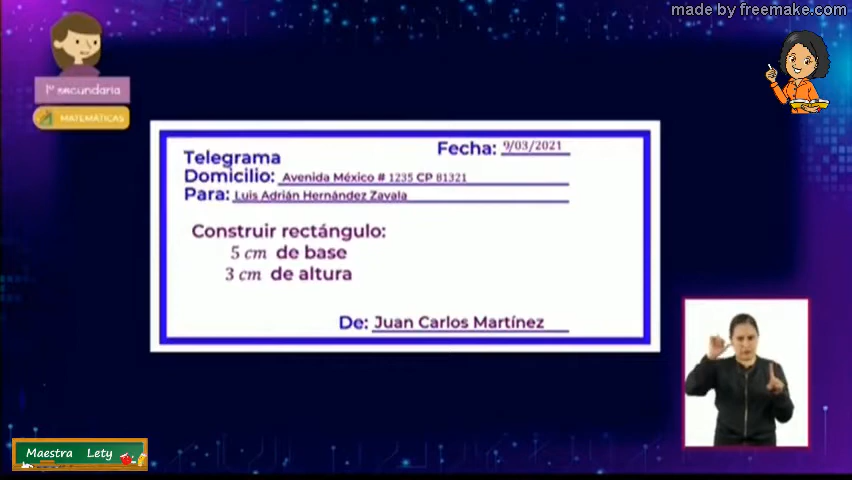 made by freemake.com
1º secundaria
MATEMÁTICAS
Fecha: 9/03/2021
Telegrama
Domicilio: Avenida México # 1235 CP 81321
Para: Luis Adrián Hernández Zavala
Construir rectángulo:
5 cm de base
3 cm de altura
De: Juan Carlos Martínez
Maestra Lety